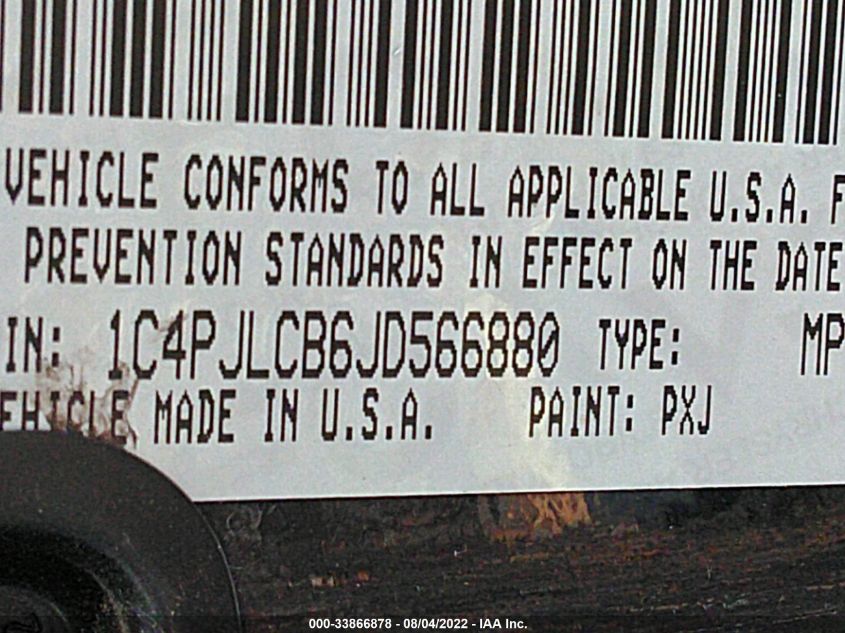 VEHICLE CONFORMS TO ALL APPLICABLE U.S.A. F
PREVENTION STANDARDS IN EFFECT ON THE DATE
IN: 1C4PJLCB6JD566880 TYPE: MP
EHICLE MADE IN U.S.A. PAINT: PXJ
000-33866878 - 08/04/2022 - IAA Inc.